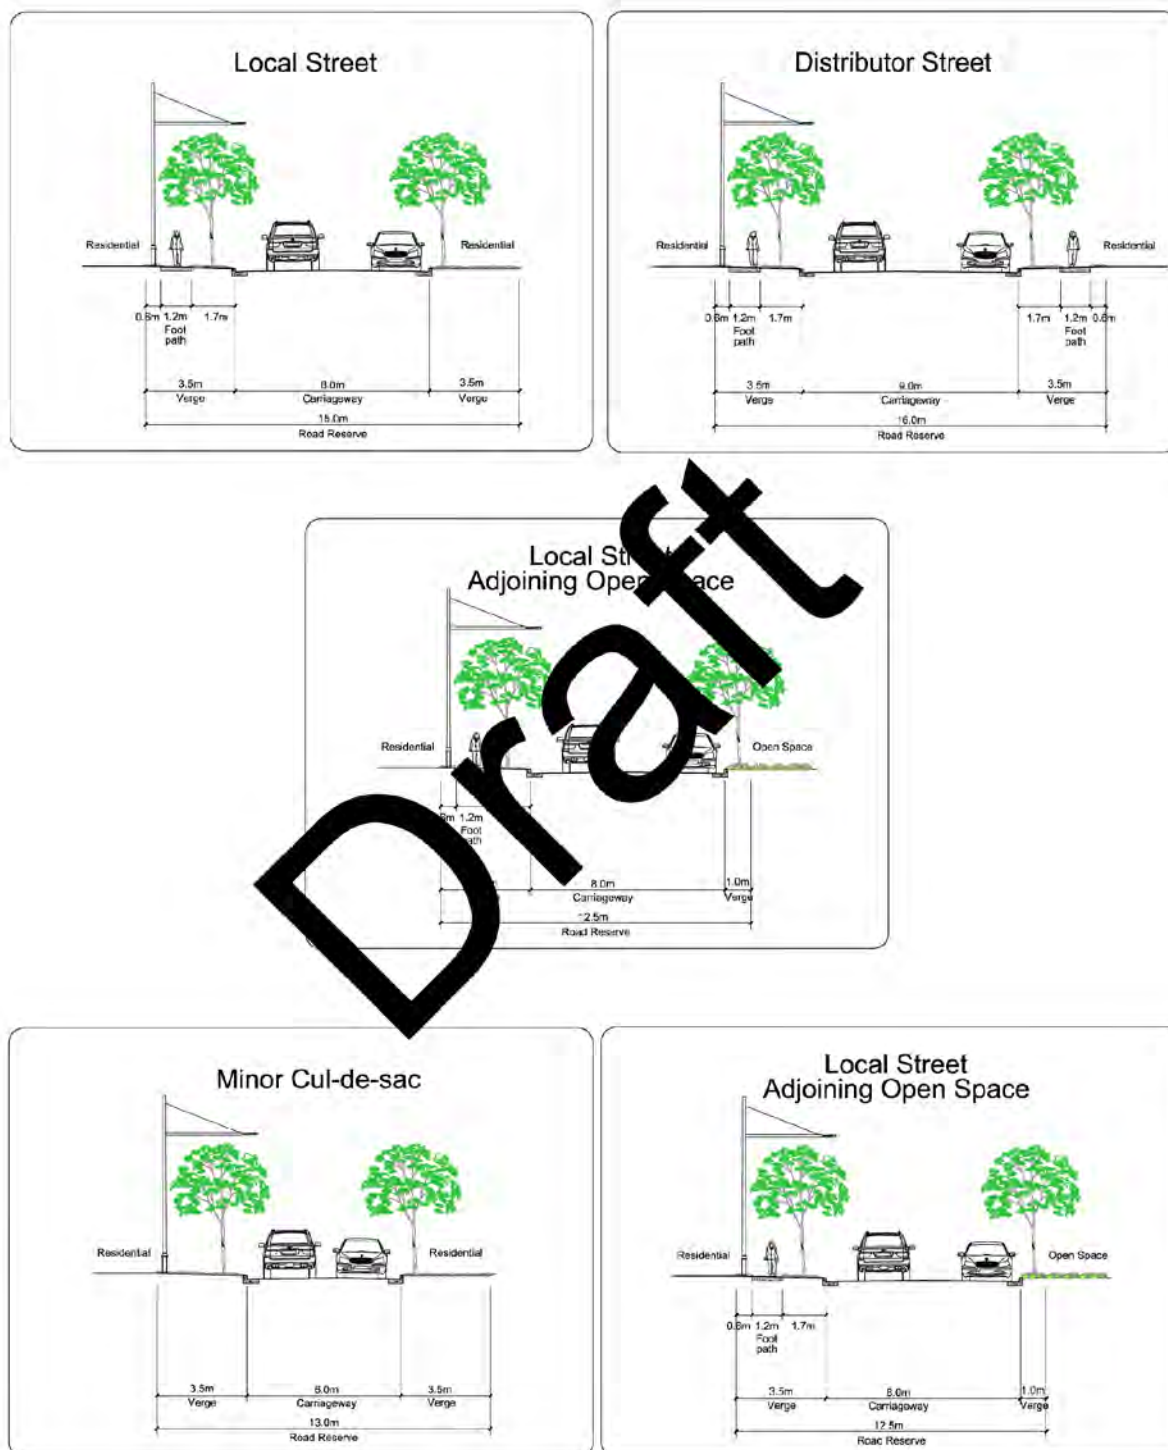 Local Street
Residential
Residential
0.6m 1.2m 1.7m
Foot
path
3.5m 8.0m 3.5m
Verge Carriageway Verge
15.0m
Road Reserve
Distributor Street
Residential
Residential
0.6m 1.2m 1.7m 1.7m 1.2m 0.6m
Foot Foot
path path
3.5m 9.0m 3.5m
Verge Carriageway Verge
16.0m
Road Reserve
Draft
Local
Adjoining
Residential
Open Space
1.2m
Foot
8.0m 1.0m
Carriageway Verge
12.5m
Road Reserve
Minor Cul-de-sac
Residential
Residential
3.5m 6.0m 3.5m
Verge Carriageway Verge
13.0m
Road Reserve
Local Street
Adjoining Open Space
Residential
Open Space
0.6m 1.2m 1.7m
Foot
path
3.5m 8.0m 1.0m
Verge Carriageway Verge
12.5m
Road Reserve